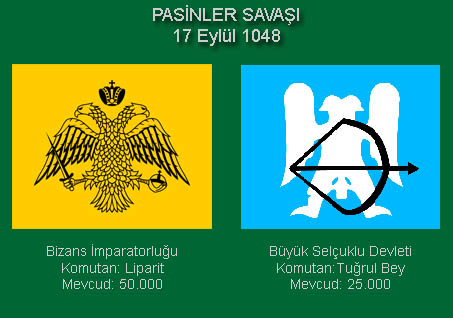 PASİNLER SAVAŞI
17 Eylül 1048
Bizans İmparatorluğu
Komutan: Liparit
Mevcud: 50.000
Büyük Selçuklu Devleti
Komutan:Tuğrul Bey
Mevcud: 25.000